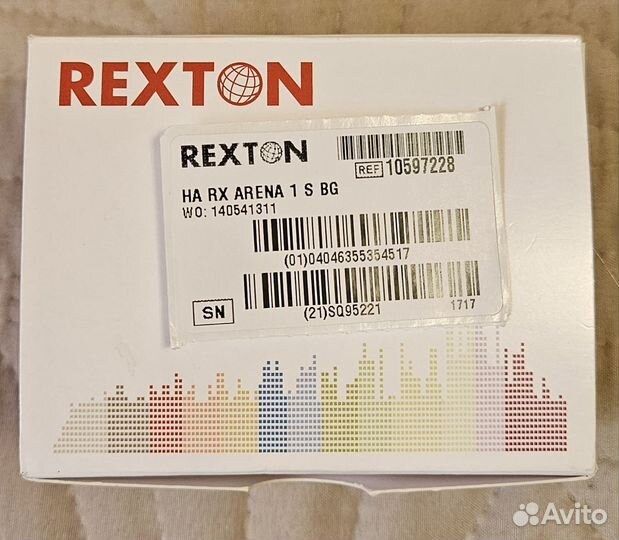 REXTON
REXTON
REF 10597228
HA RX ARENA 1 S BG
WO: 140541311
(01)04046355354517
SN
(21)SQ95221
1717
Avito